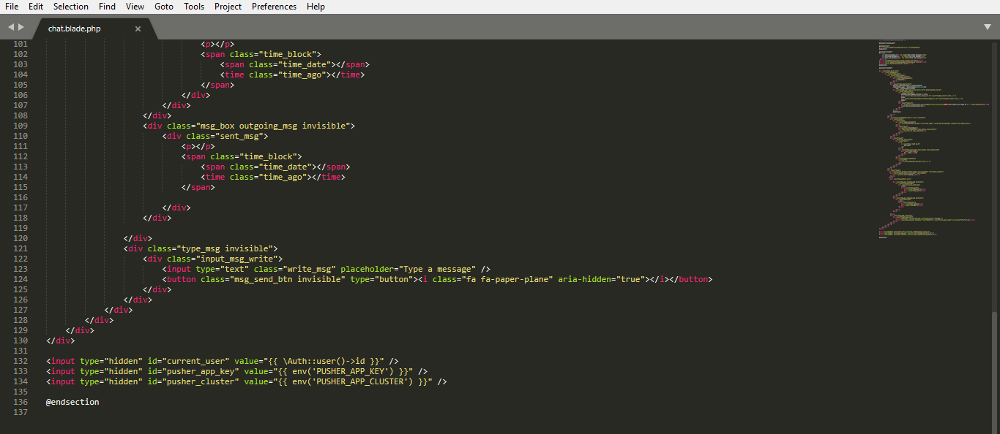 File Edit Selection Find View Goto Tools Project Preferences Help
chat.blade.php ×
101 <p></p>
102 <span class="time_block">
103 <span class="time_date"></span>
104 <time class="time_ago"></time>
105 </span>
106 </div>
107 </div>
108 </div>
109 <div class="msg_box outgoing_msg invisible">
110 <div class="sent_msg">
111 <p></p>
112 <span class="time_block">
113 <span class="time_date"></span>
114 <time class="time_ago"></time>
115 </span>
116
117 </div>
118 </div>
119
120 </div>
121 <div class="type_msg invisible">
122 <div class="input_msg_write">
123 <input type="text" class="write_msg" placeholder="Type a message" />
124 <button class="msg_send_btn invisible" type="button"><i class="fa fa-paper-plane" aria-hidden="true"></i></button>
125 </div>
126 </div>
127 </div>
128 </div>
129 </div>
130 </div>
131
132 <input type="hidden" id="current_user" value="{{ \Auth::user()->id }}" />
133 <input type="hidden" id="pusher_app_key" value="{{ env('PUSHER_APP_KEY') }}" />
134 <input type="hidden" id="pusher_cluster" value="{{ env('PUSHER_APP_CLUSTER') }}" />
135
136 @endsection
137